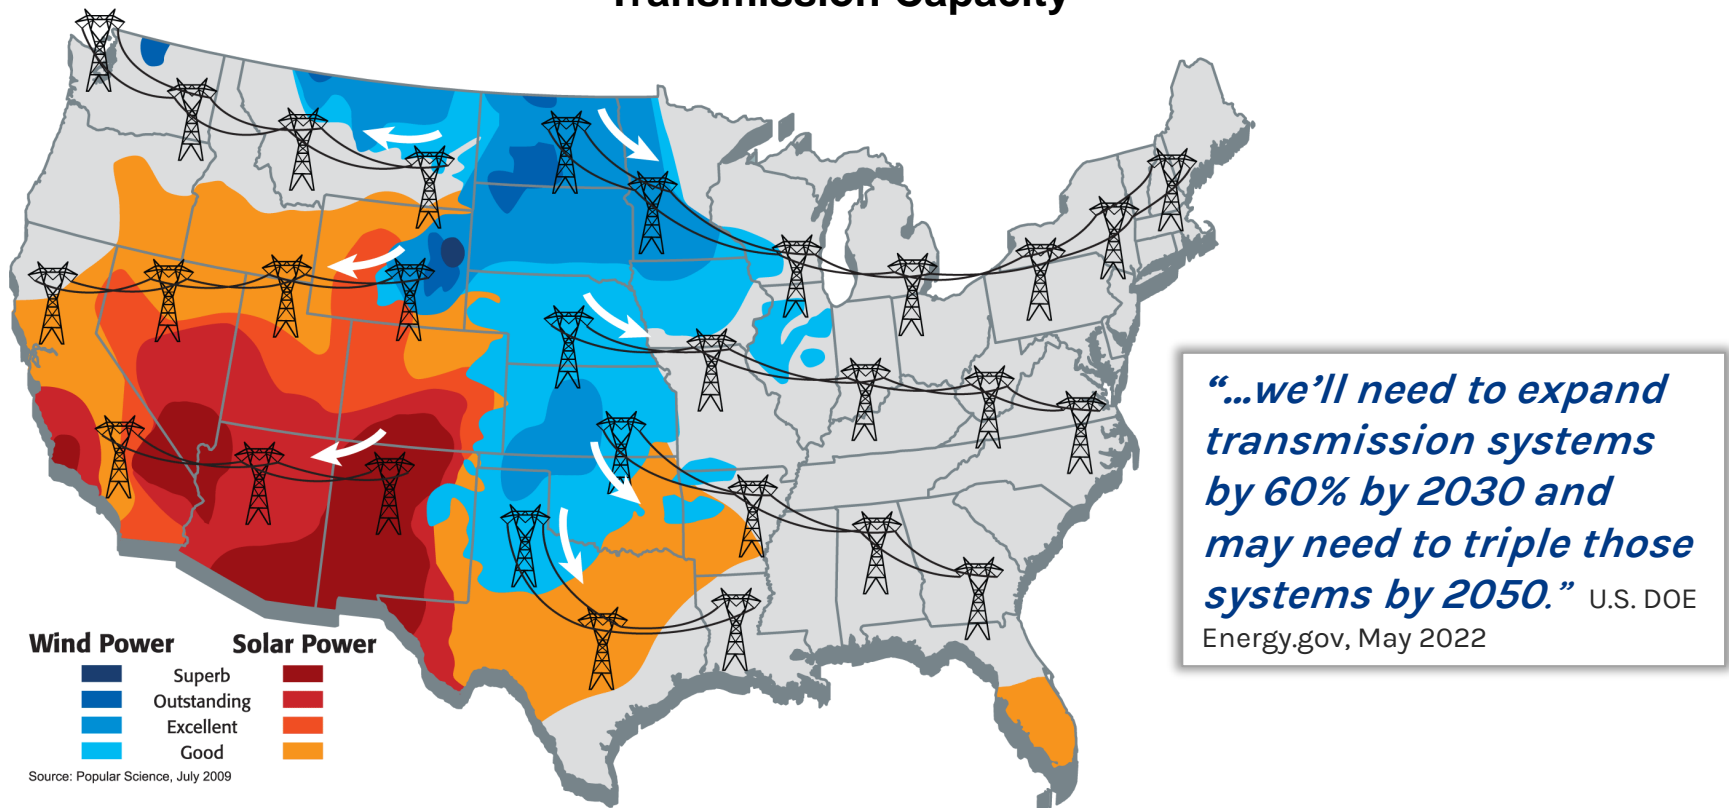 Transmission Capacity
“...we’ll need to expand
transmission systems
by 60% by 2030 and
may need to triple those
systems by 2050.” U.S. DOE
Energy.gov, May 2022
Wind Power Solar Power
Superb
Outstanding
Excellent
Good
Source: Popular Science, July 2009